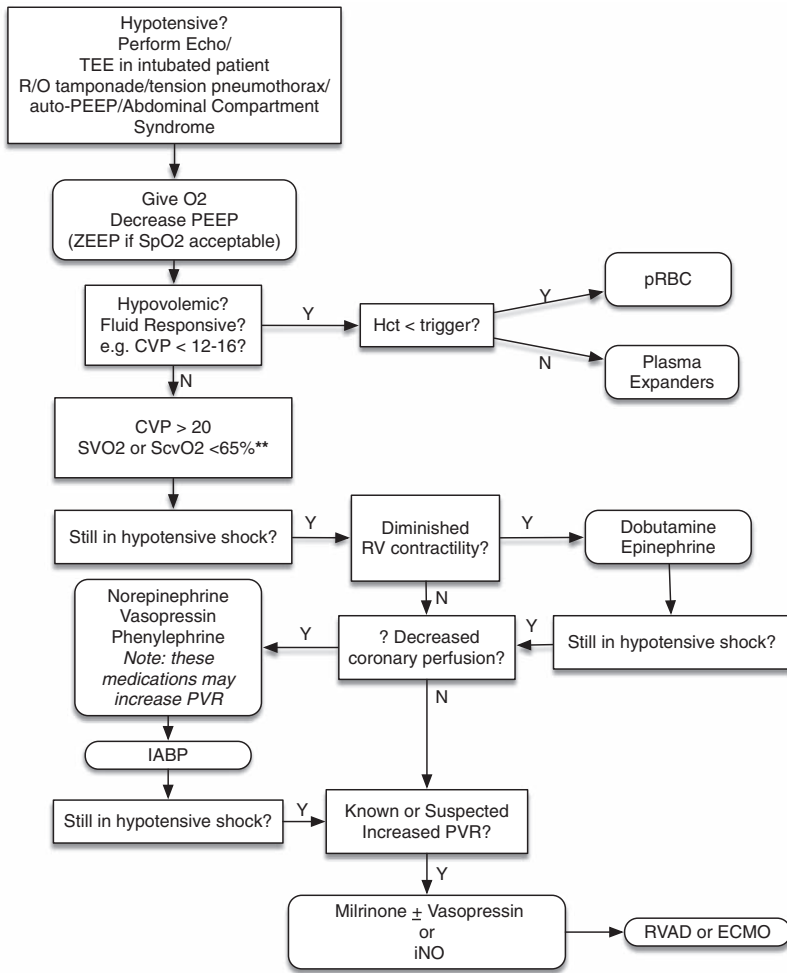 Hypotensive?
Perform Echo/
TEE in intubated patient
R/O tamponade/tension pneumothorax/
auto-PEEP/Abdominal Compartment
Syndrome
Give O2
Decrease PEEP
(ZEEP if SpO2 acceptable)
Hypovolemic?
Fluid Responsive?
e.g. CVP < 12-16?
Y
Hct < trigger?
Y
pRBC
N
Plasma
Expanders
N
CVP > 20
SVO2 or ScvO2 <65%**
Still in hypotensive shock?
Y
Diminished
RV contractility?
Y
Dobutamine
Epinephrine
N
Still in hypotensive shock?
Y
? Decreased
coronary perfusion?
Y
Norepinephrine
Vasopressin
Phenylephrine
Note: these
medications may
increase PVR
N
IABP
Still in hypotensive shock?
Y
Known or Suspected
Increased PVR?
Y
Milrinone ± Vasopressin
or
iNO
RVAD or ECMO